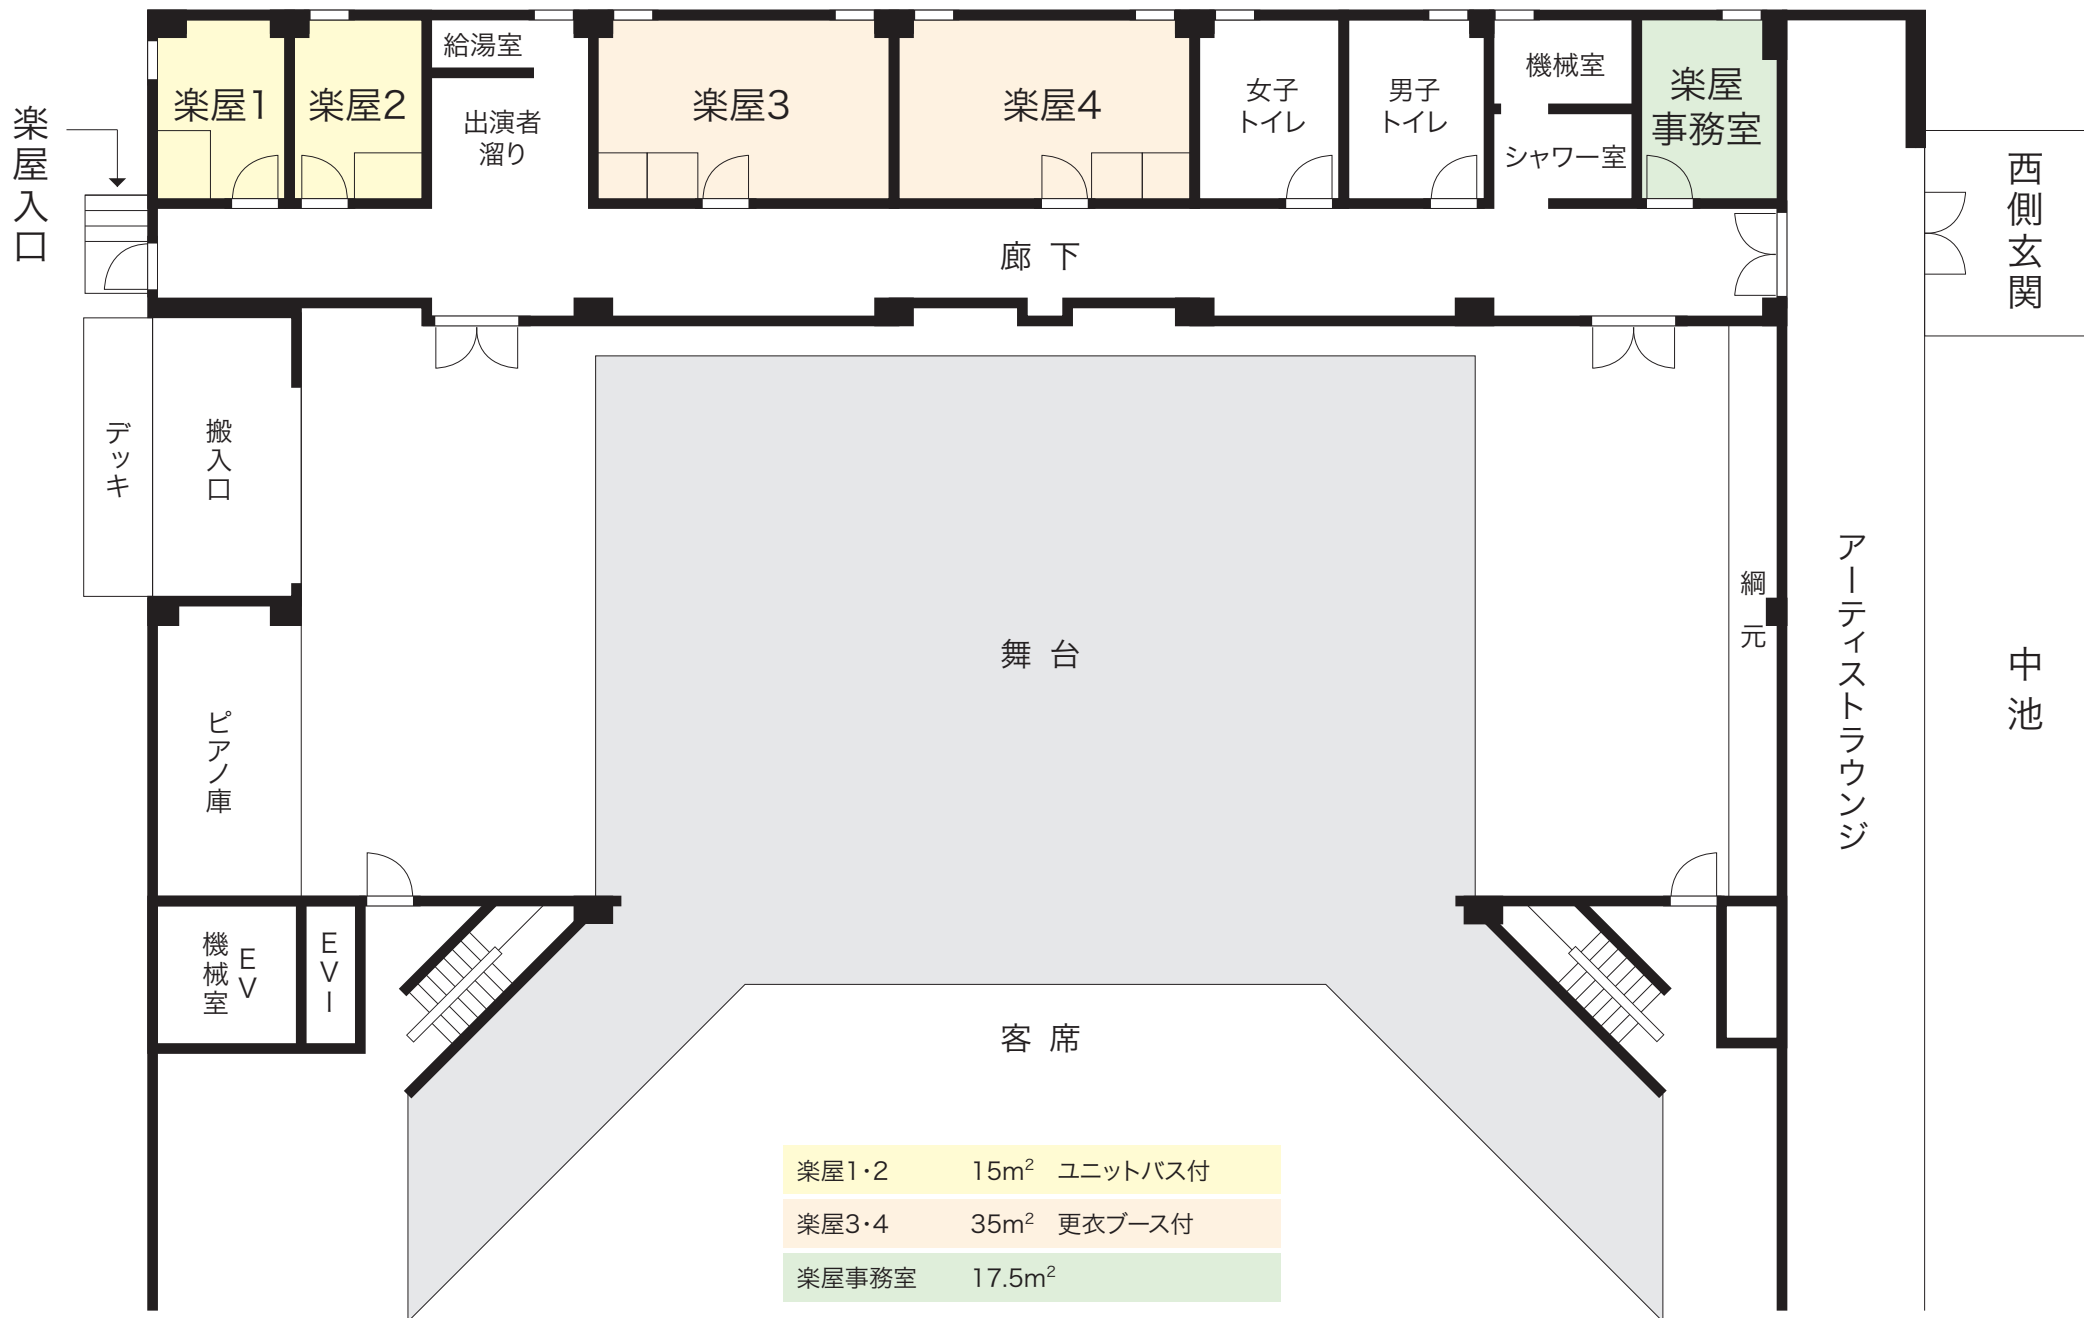 楽屋入口
楽屋1
楽屋2
給湯室
出演者
溜り
楽屋3
楽屋4
女子
トイレ
男子
トイレ
機械室
シャワー室
楽屋
事務室
西側玄関
廊下
デッキ
搬入口
舞台
綱元
アーティストラウンジ
中池
ピアノ庫
EV
機械室
EVI
客席
楽屋1・2 15m² ユニットバス付
楽屋3・4 35m² 更衣ブース付
楽屋事務室 17.5m²